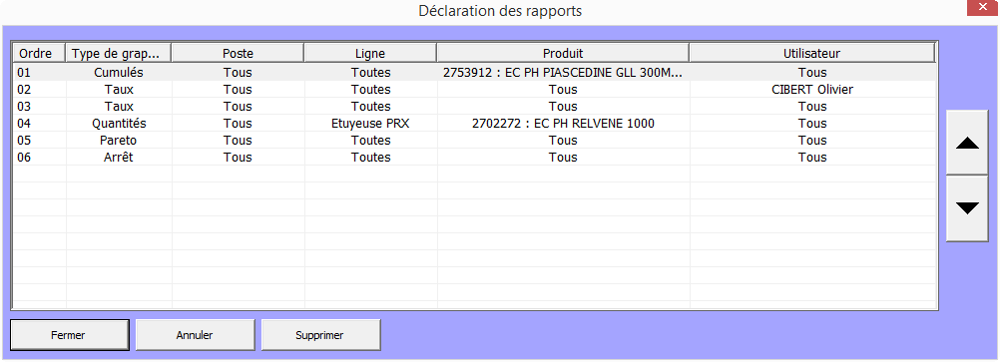 Déclaration des rapports
Ordre Type de grap... Poste Ligne Produit Utilisateur
01 Cumulés Tous Toutes 2753912 : EC PH PIASCEDINE GLL 300M... Tous
02 Taux Tous Toutes Tous CIBERT Olivier
03 Taux Tous Toutes Tous Tous
04 Quantités Tous Etuyeuse PRX 2702272 : EC PH RELVENE 1000 Tous
05 Pareto Tous Toutes Tous Tous
06 Arrêt Tous Toutes Tous Tous
Fermer Annuler Supprimer